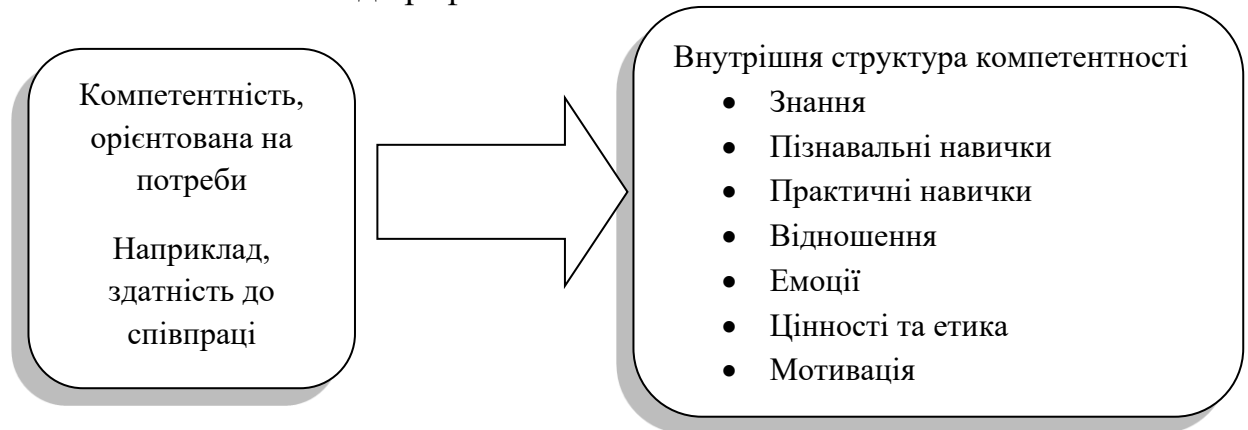 Компетентність,
орієнтована на
потреби
Наприклад,
здатність до
співпраці
Внутрішня структура компетентності
• Знання
• Пізнавальні навички
• Практичні навички
• Відношення
• Емоції
• Цінності та етика
• Мотивація